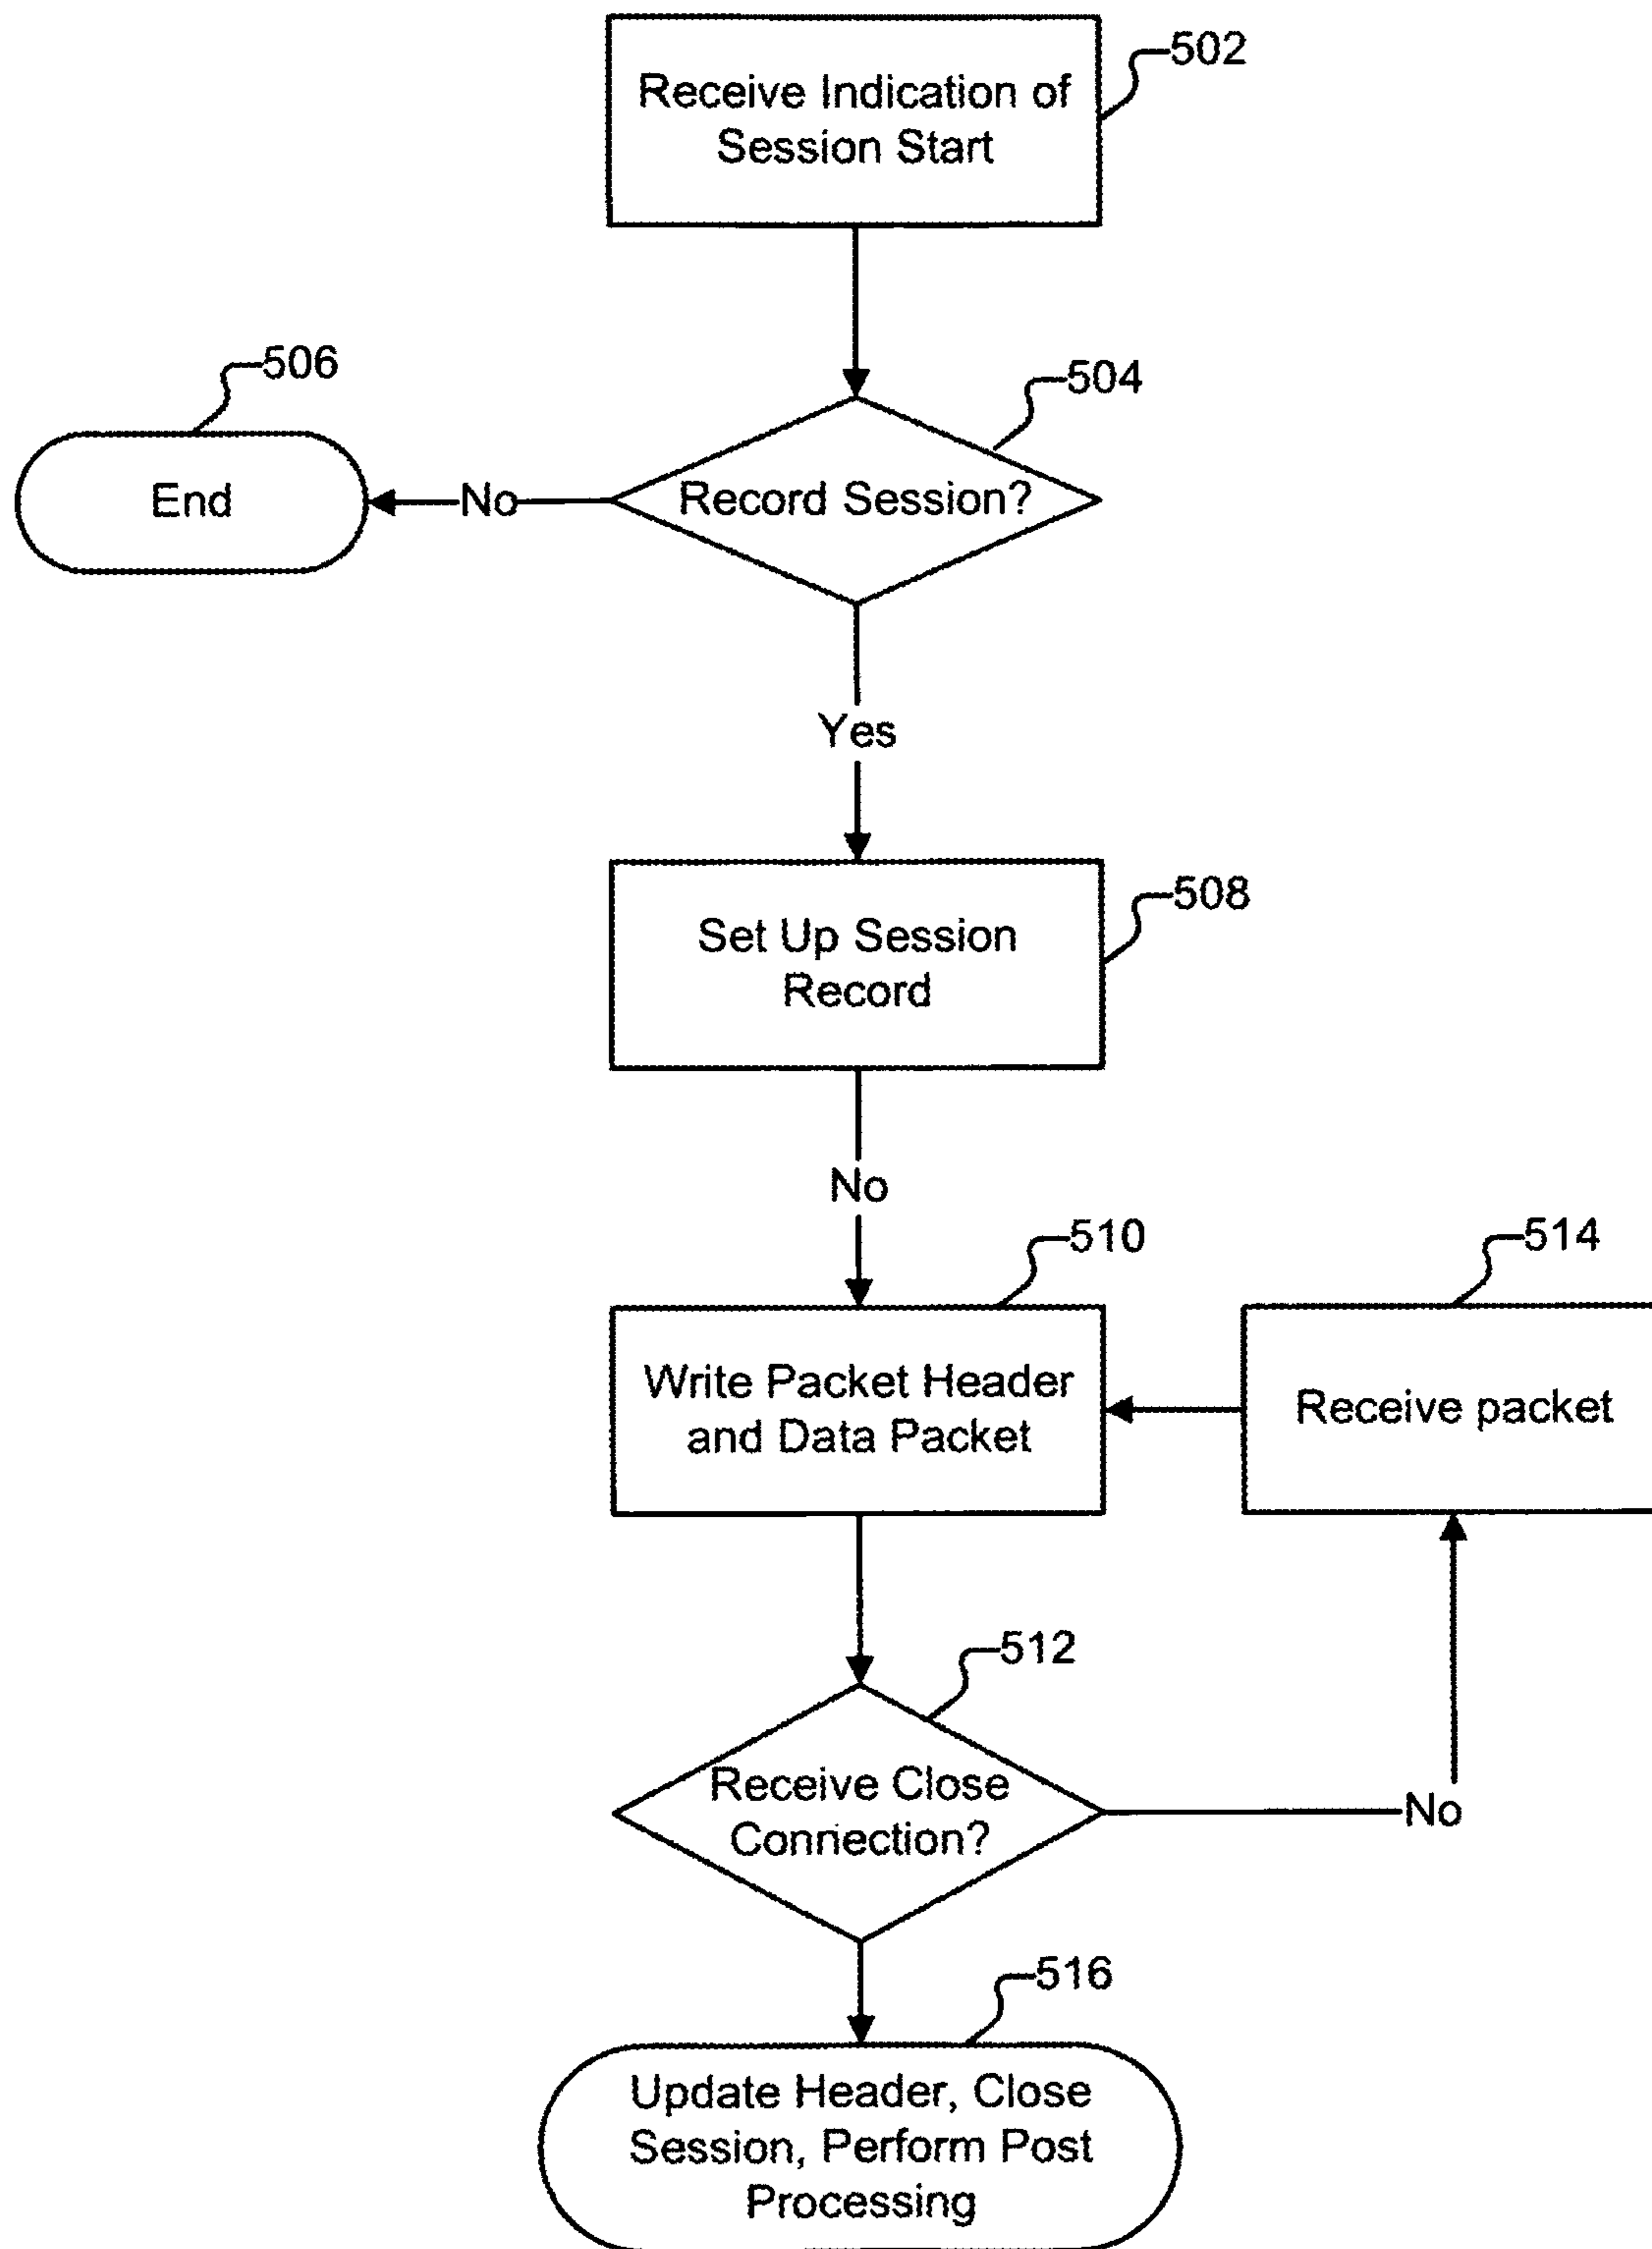 502
Receive Indication of
Session Start
506
504
End
No
Record Session?
Yes
508
Set Up Session
Record
No
510
514
Write Packet Header
and Data Packet
Receive packet
512
Receive Close
Connection?
No
516
Update Header, Close
Session, Perform Post
Processing